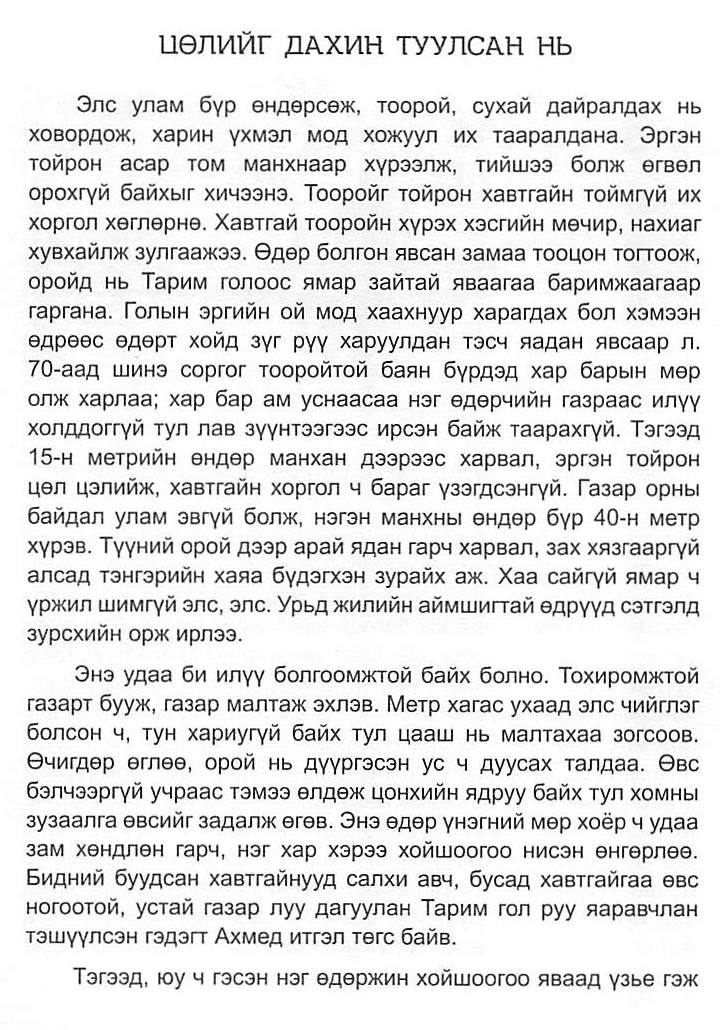 ЦӨЛИЙГ ДАХИН ТУУЛСАН НЬ
Элс улам бүр өндөрсөж, тоорой, сухай дайралдах нь
ховордож, харин үхмэл мод хожуул их тааралдана. Эргэн
тойрон асар том манхнаар хүрээлж, тийшээ болж өгвөл
орохгүй байхыг хичээнэ. Тооройг тойрон хавтгайн тоймгүй их
хоргол хөглөрнө. Хавтгай тооройн хүрэх хэсгийн мөчир, нахиаг
хувхайлж зулгаажээ. Өдөр болгон явсан замаа тооцон тогтоож,
оройд нь Тарим голоос ямар зайтай яваагаа баримжаагаар
гаргана. Голын эргийн ой мод хаахнуур харагдах бол хэмээн
өдрөөс өдөрт хойд зүг рүү харуулдан тэсч ядан явсаар л.
70-аад шинэ соргог тооройтой баян бүрдэд хар барын мөр
олж харлаа; хар бар ам уснаасаа нэг өдөрчийн газраас илүү
холддоггүй тул лав зүүнтээгээс ирсэн байж таарахгүй. Тэгээд
15-н метрийн өндөр манхан дээрээс харвал, эргэн тойрон
цөл цэлийж, хавтгайн хоргол ч бараг үзэгдсэнгүй. Газар орны
байдал улам эвгүй болж, нэгэн манхны өндөр бүр 40-н метр
хүрэв. Түүний орой дээр арай ядан гарч харвал, зах хязгааргүй
алсад тэнгэрийн хаяа бүдэгхэн зурайх аж. Хаа сайгүй ямар ч
үржил шимгүй элс, элс. Урьд жилийн аймшигтай өдрүүд сэтгэлд
зурсхийн орж ирлээ.
Энэ удаа би илүү болгоомжтой байх болно. Тохиромжтой
газарт бууж, газар малтаж эхлэв. Метр хагас ухаад элс чийглэг
болсон ч, тун хариугүй байх тул цааш нь малтахаа зогсоов.
Өчигдөр өглөө, орой нь дүүргэсэн ус ч дуусах талдаа. Өвс
бэлчээргүй учраас тэмээ өлдөж цонхийн ядруу байх тул хомны
зузаалга өвсийг задалж өгөв. Энэ өдөр үнэгний мөр хоёр ч удаа
зам хөндлөн гарч, нэг хар хэрээ хойшоогоо нисэн өнгөрлөө.
Бидний буудсан хавтгайнууд салхи авч, бусад хавтгайгаа өвс
ногоотой, устай газар луу дагуулан Тарим гол руу яаравчлан
тэшүүлсэн гэдэгт Ахмед итгэл төгс байв.
Тэгээд, юу ч гэсэн нэг өдөржин хойшоогоо яваад үзье гэж